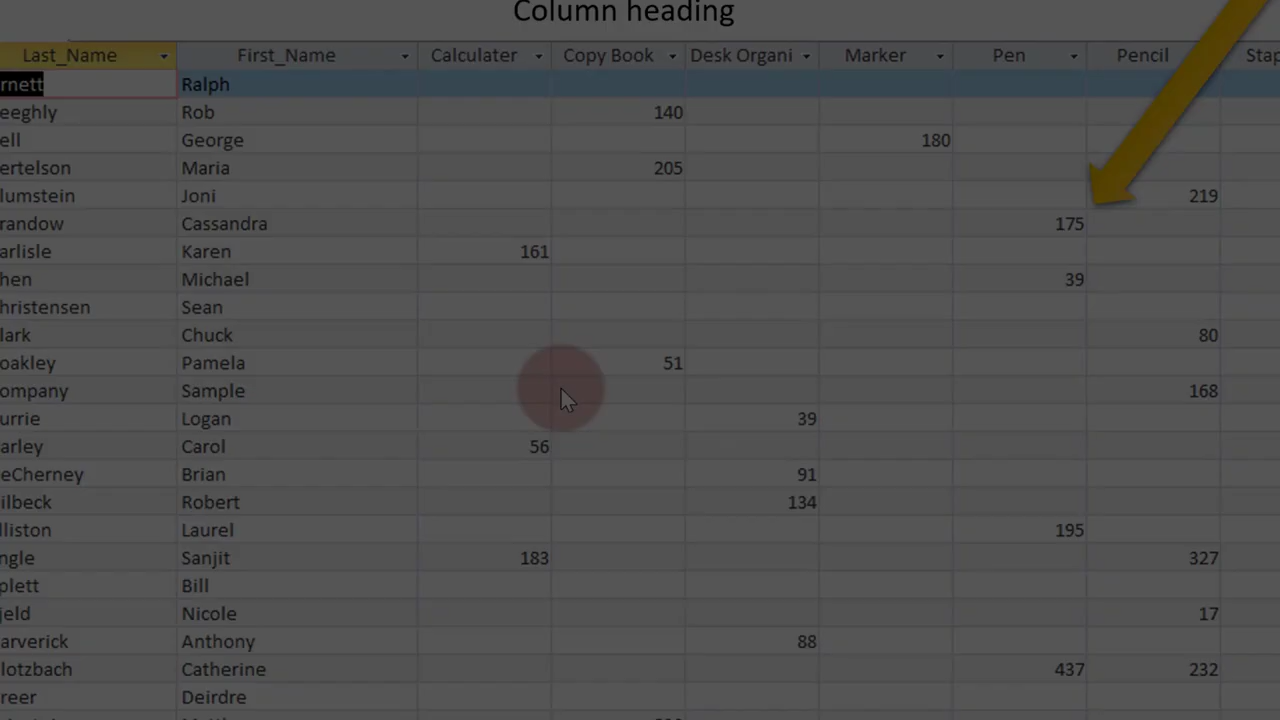 Column heading
Last_Name First_Name Calculater Copy Book Desk Organi Marker Pen Pencil Stap
rnett Ralph
eeghly Rob 140
ell George 180
ertelson Maria 205
lumstein Joni 219
randow Cassandra 175
arlisle Karen 161
hen Michael 39
hristensen Sean
lark Chuck 80
oakley Pamela 51
ompany Sample 168
urrie Logan 39
arley Carol 56
eCherney Brian 91
ilbeck Robert 134
lliston Laurel 195
ngle Sanjit 183 327
plett Bill
jeld Nicole 17
arverick Anthony 88
lotzbach Catherine 437 232
reer Deirdre